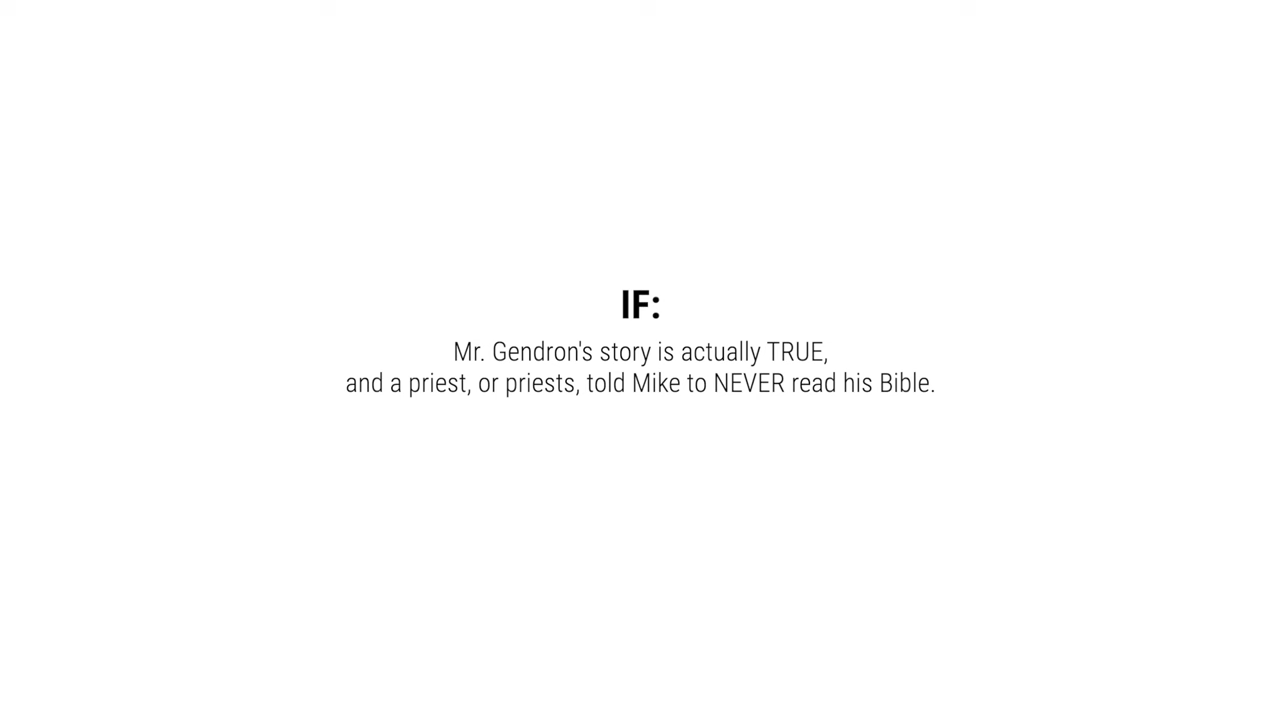 IF:
Mr. Gendron's story is actually TRUE,
and a priest, or priests, told Mike to NEVER read his Bible.